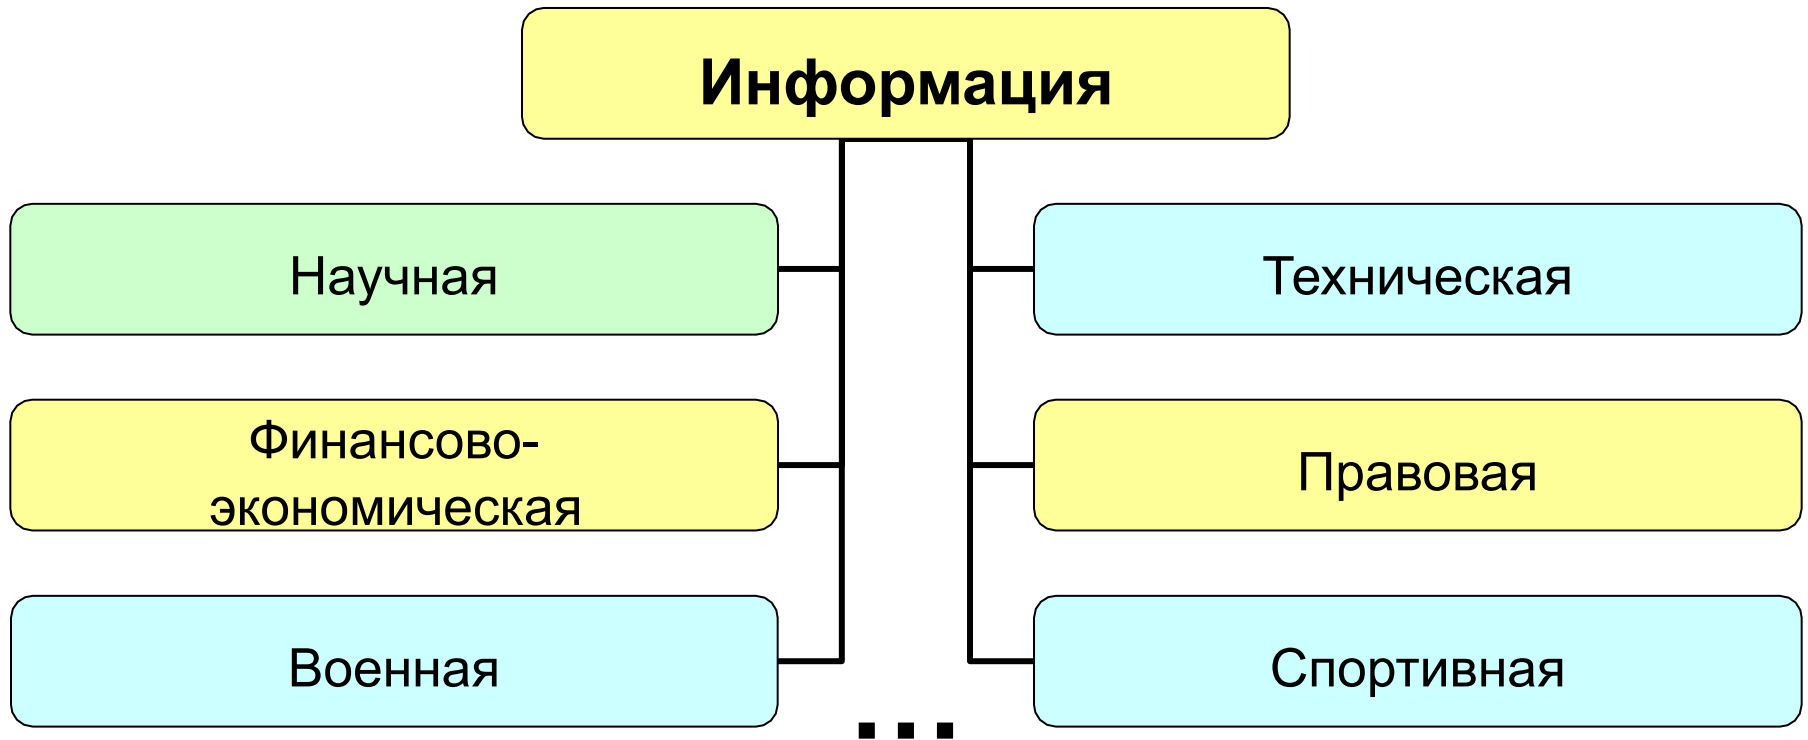 Информация
Научная
Техническая
Финансово-
экономическая
Правовая
Военная
Спортивная
...